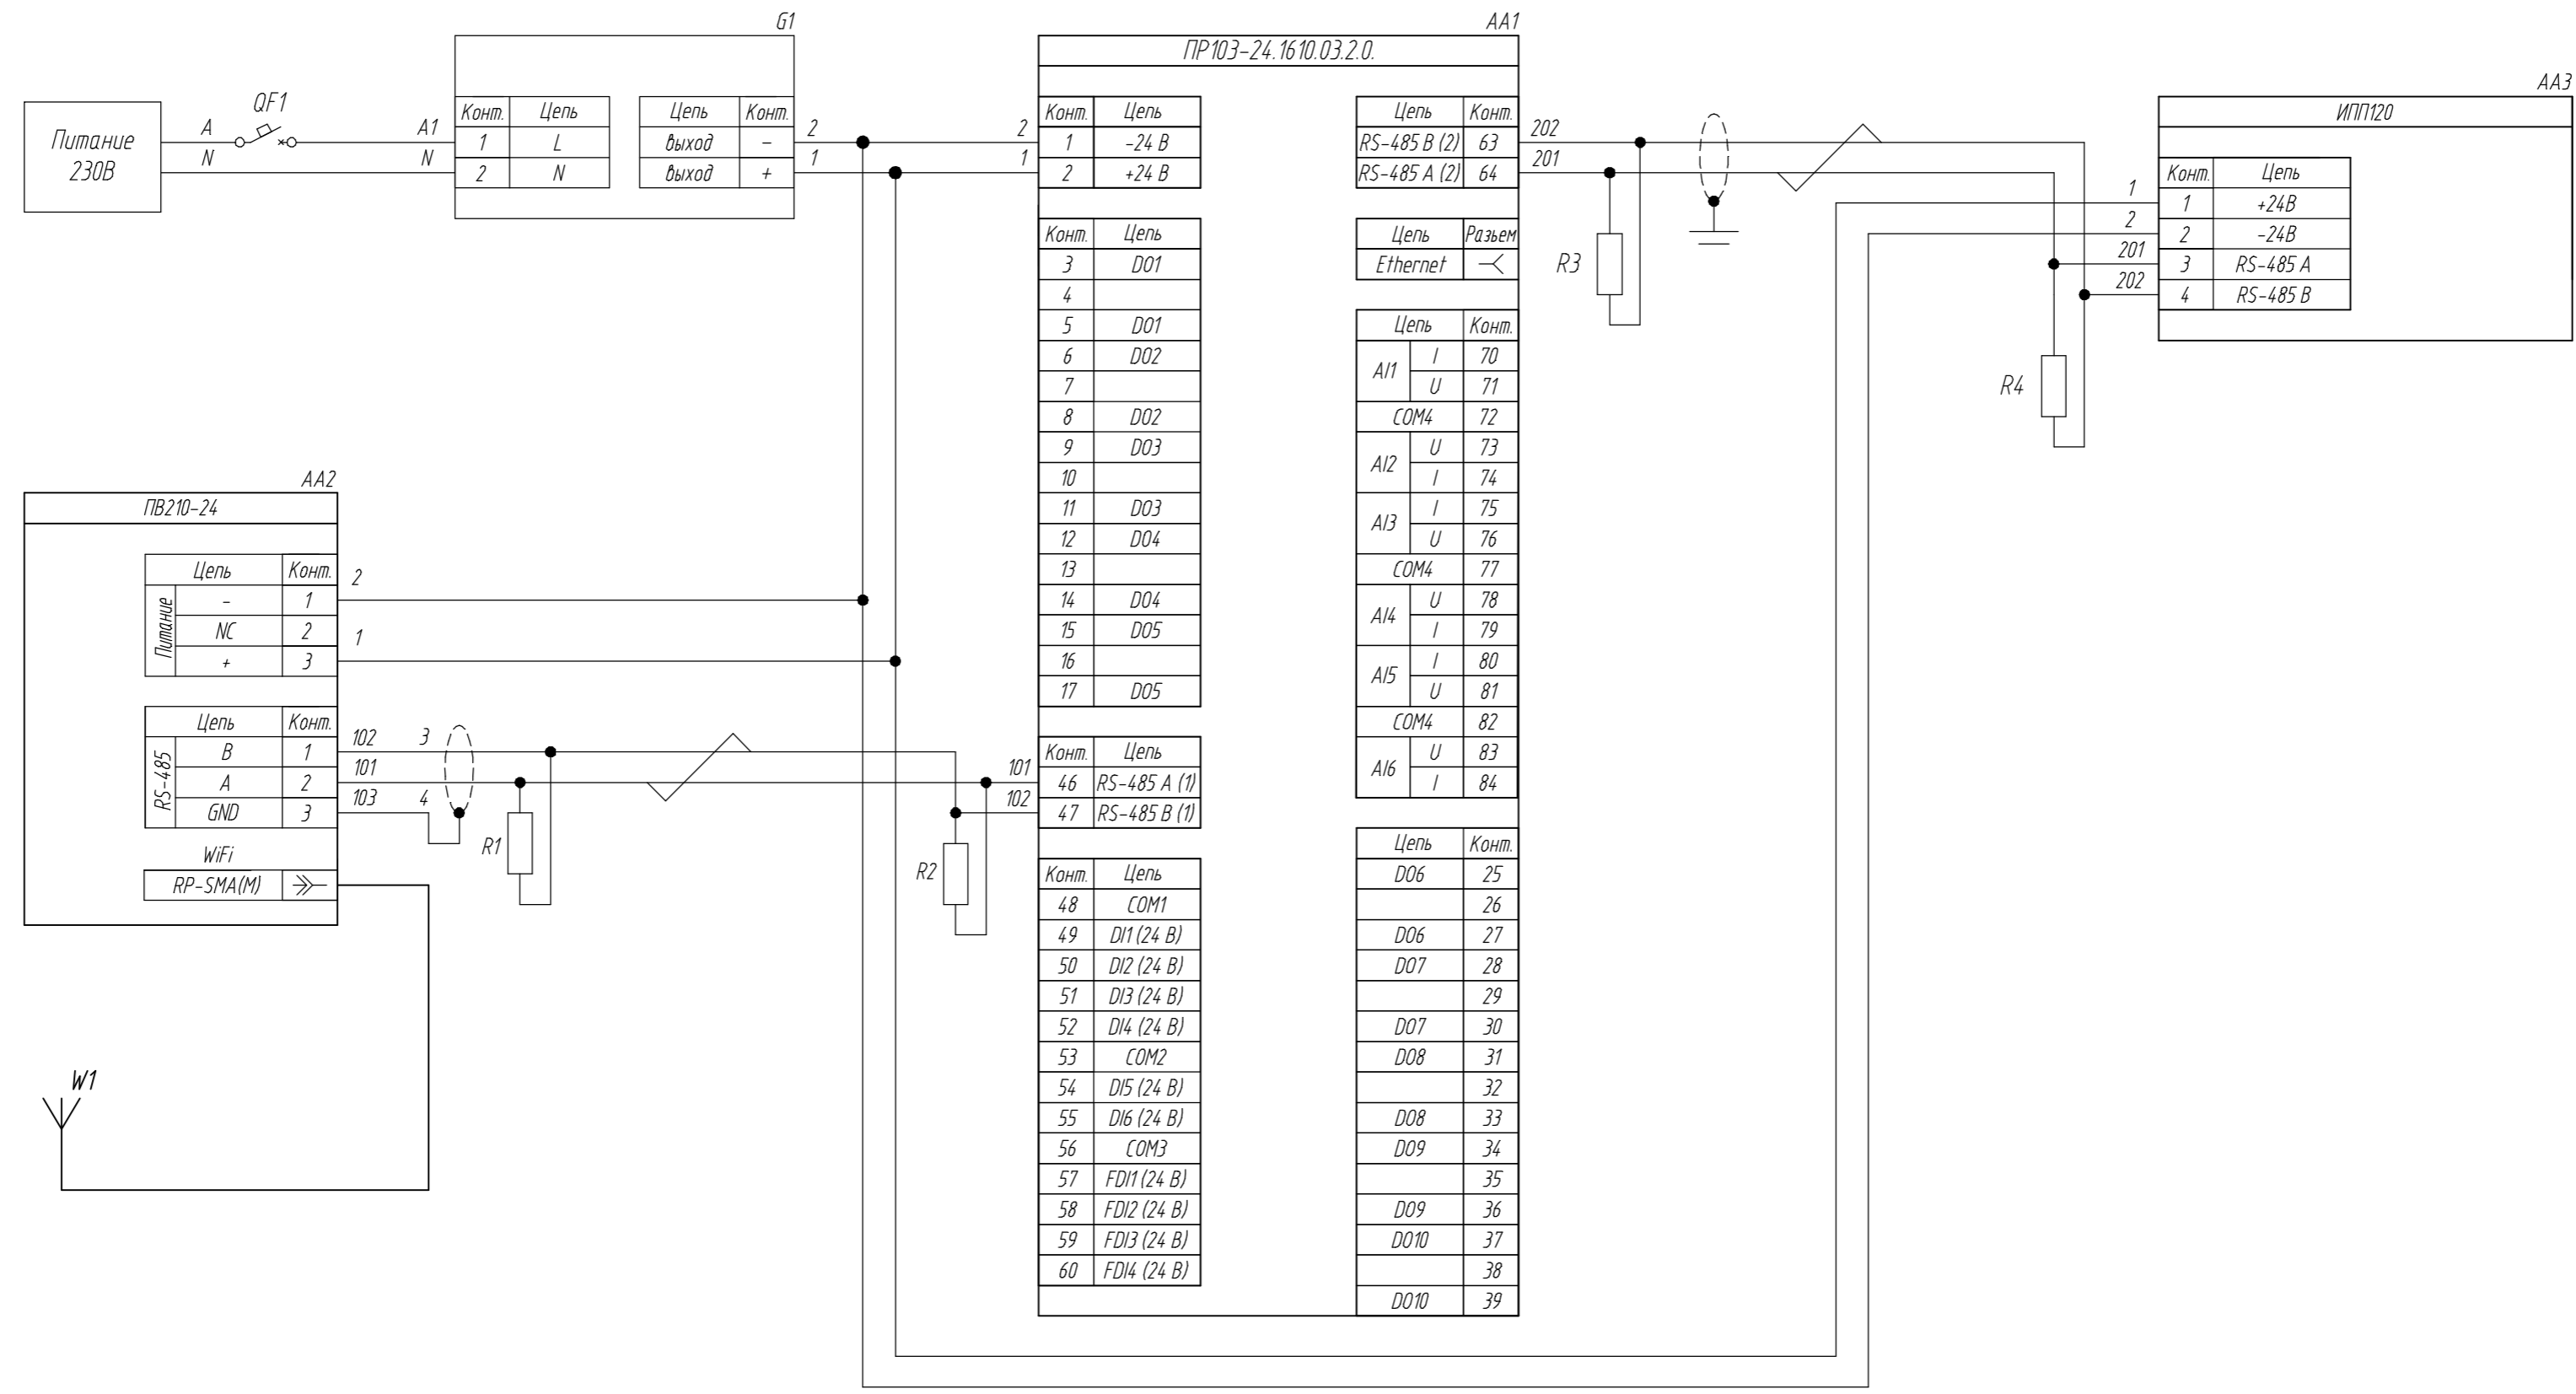 G1
AA1
ПР103-24.1610.03.2.0.
AA3
ИПП120
Питание
230В
QF1
A
N
A1
N
Конт. Цепь
1 L
2 N
Цепь Конт.
выход -
выход +
2
1
2
1
Конт. Цепь
1 -24 В
2 +24 В
Конт. Цепь
3 DO1
4
5 DO1
6 DO2
7
8 DO2
9 DO3
10
11 DO3
12 DO4
13
14 DO4
15 DO5
16
17 DO5
101
102
Конт. Цепь
46 RS-485 A (1)
47 RS-485 B (1)
Конт. Цепь
48 COM1
49 DI1 (24 В)
50 DI2 (24 В)
51 DI3 (24 В)
52 DI4 (24 В)
53 COM2
54 DI5 (24 В)
55 DI6 (24 В)
56 COM3
57 FDI1 (24 В)
58 FDI2 (24 В)
59 FDI3 (24 В)
60 FDI4 (24 В)
Цепь Конт.
RS-485 B (2) 63
RS-485 A (2) 64
202
201
Цепь Разьем
Ethernet
Цепь Конт.
AI1 I 70
U 71
COM4 72
AI2 U 73
I 74
AI3 I 75
U 76
COM4 77
AI4 U 78
I 79
AI5 I 80
U 81
COM4 82
AI6 U 83
I 84
Цепь Конт.
DO6 25
26
DO6 27
DO7 28
29
DO7 30
DO8 31
32
DO8 33
DO9 34
35
DO9 36
DO10 37
38
DO10 39
R3
R4
1
2
201
202
Конт. Цепь
1 +24В
2 -24В
3 RS-485 A
4 RS-485 B
AA2
ПВ210-24
Цепь Конт.
Питание
- 1
NC 2
+ 3
2
1
Цепь Конт.
RS-485
B 1
A 2
GND 3
102 3
101
103 4
WiFi
RP-SMA(M)
R1
R2
W1